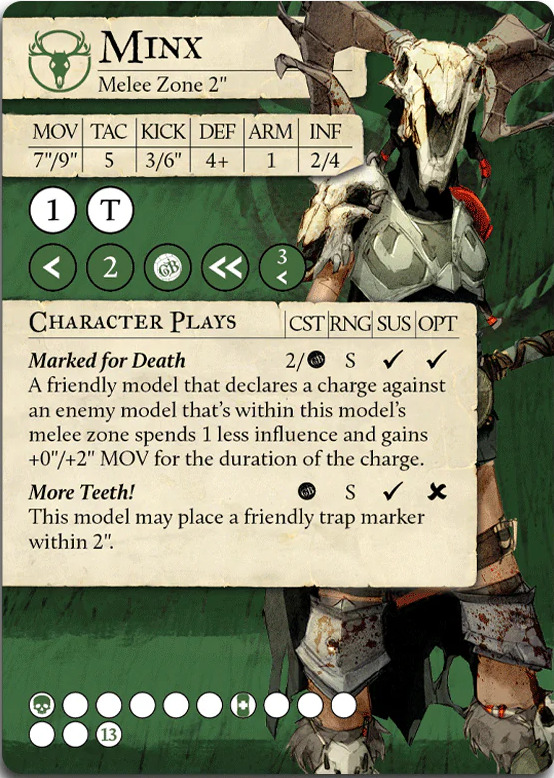 MINX
Melee Zone 2"
MOV TAC KICK DEF ARM INF
7"/9" 5 3/6" 4+ 1 2/4
1 T
< 2 GB << 3 <
CHARACTER PLAYS CST RNG SUS OPT
Marked for Death 2/GB S ✓ ✓
A friendly model that declares a charge against
an enemy model that's within this model's
melee zone spends 1 less influence and gains
+0"/+2" MOV for the duration of the charge.
More Teeth! GB S ✓ ✘
This model may place a friendly trap marker
within 2".
13